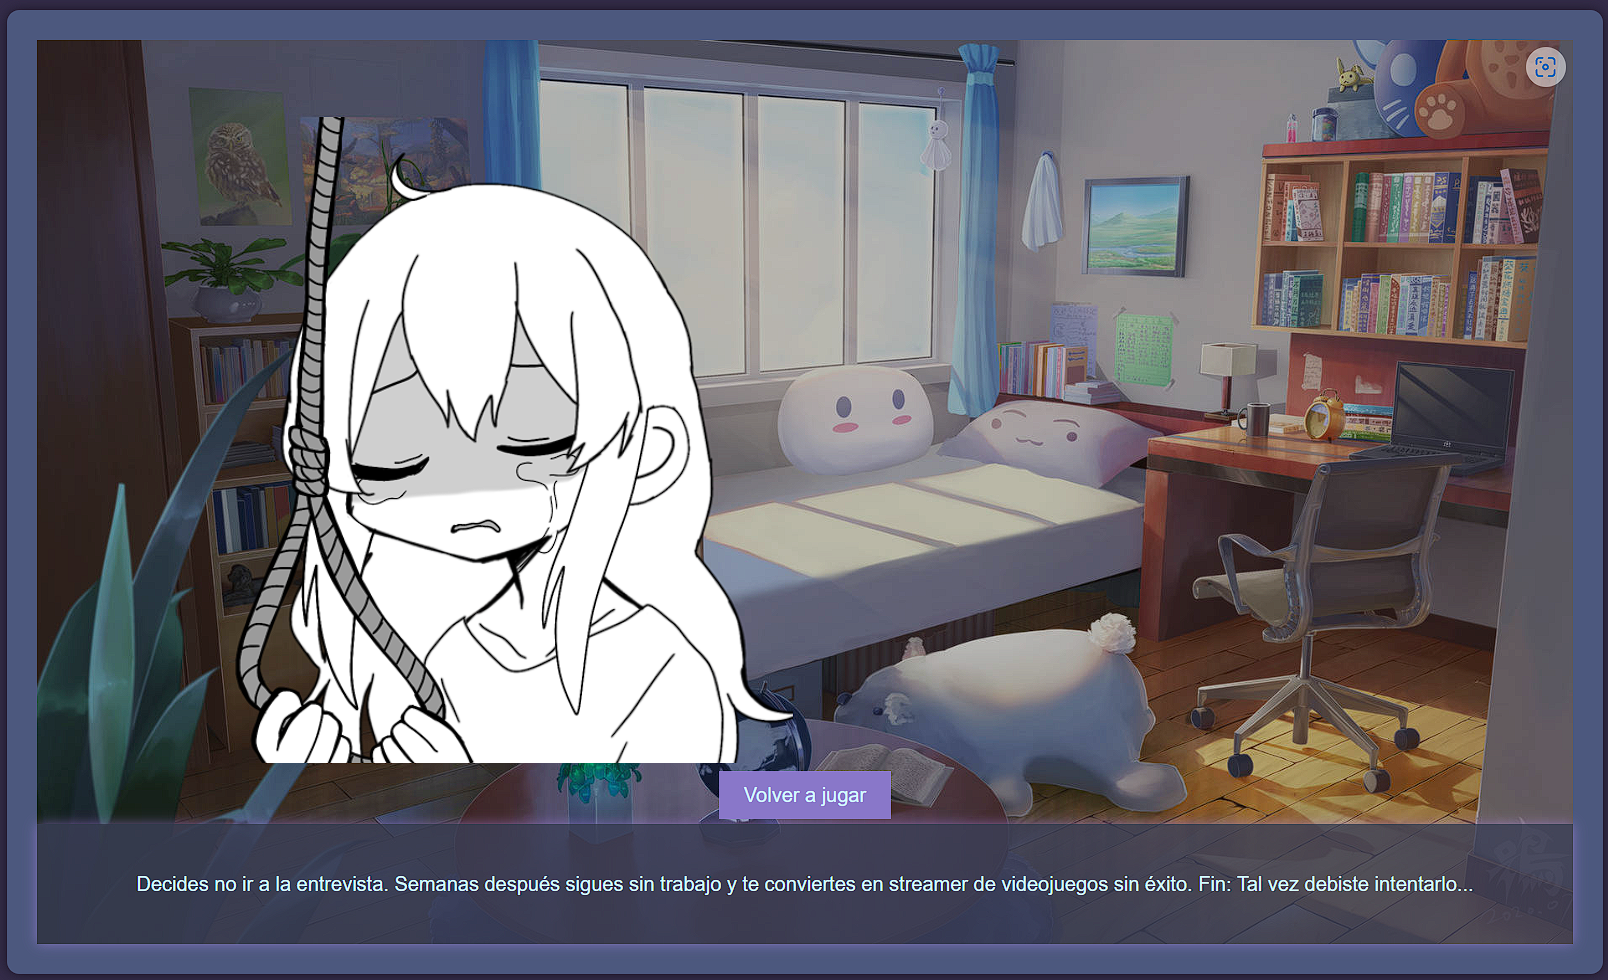 Volver a jugar
Decides no ir a la entrevista. Semanas después sigues sin trabajo y te conviertes en streamer de videojuegos sin éxito. Fin: Tal vez debiste intentarlo...